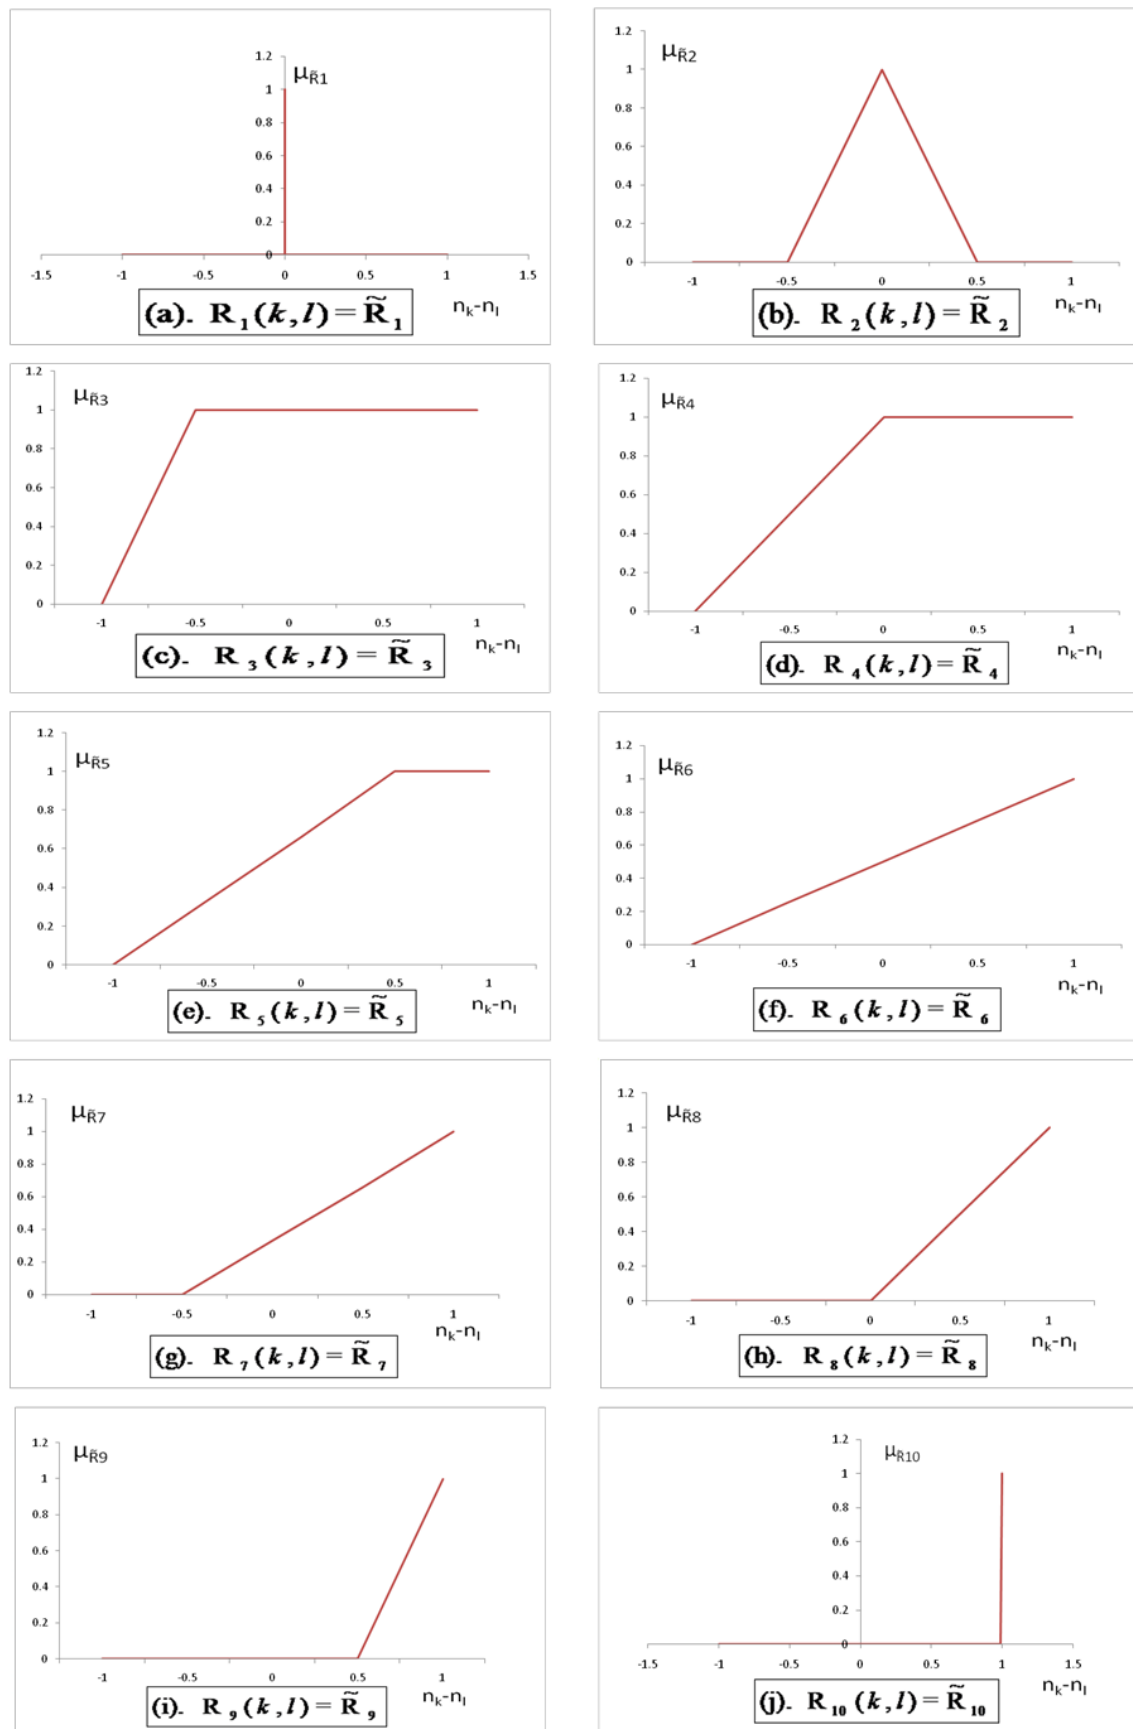 1.2
μR̃1
1
0.8
0.6
0.4
0.2
0
-1.5 -1 -0.5 0 0.5 1 1.5
nk-nl
(a). R1(k,l)=R̃1
1.2
μR̃2
1
0.8
0.6
0.4
0.2
0
-1 -0.5 0 0.5 1
nk-nl
(b). R2(k,l)=R̃2
1.2
μR̃3
1
0.8
0.6
0.4
0.2
0
-1 -0.5 0 0.5 1
nk-nl
(c). R3(k,l)=R̃3
1.2
μR̃4
1
0.8
0.6
0.4
0.2
0
-1 -0.5 0 0.5 1
nk-nl
(d). R4(k,l)=R̃4
1.2
μR̃5
1
0.8
0.6
0.4
0.2
0
-1 -0.5 0 0.5 1
nk-nl
(e). R5(k,l)=R̃5
1.2
μR̃6
1
0.8
0.6
0.4
0.2
0
-1 -0.5 0 0.5 1
nk-nl
(f). R6(k,l)=R̃6
1.2
μR̃7
1
0.8
0.6
0.4
0.2
0
-1 -0.5 0 0.5 1
nk-nl
(g). R7(k,l)=R̃7
1.2
μR̃8
1
0.8
0.6
0.4
0.2
0
-1 -0.5 0 0.5 1
nk-nl
(h). R8(k,l)=R̃8
1.2
μR̃9
1
0.8
0.6
0.4
0.2
0
-1 -0.5 0 0.5 1
nk-nl
(i). R9(k,l)=R̃9
1.2
μR̃10
1
0.8
0.6
0.4
0.2
0
-1.5 -1 -0.5 0 0.5 1 1.5
nk-nl
(j). R10(k,l)=R̃10